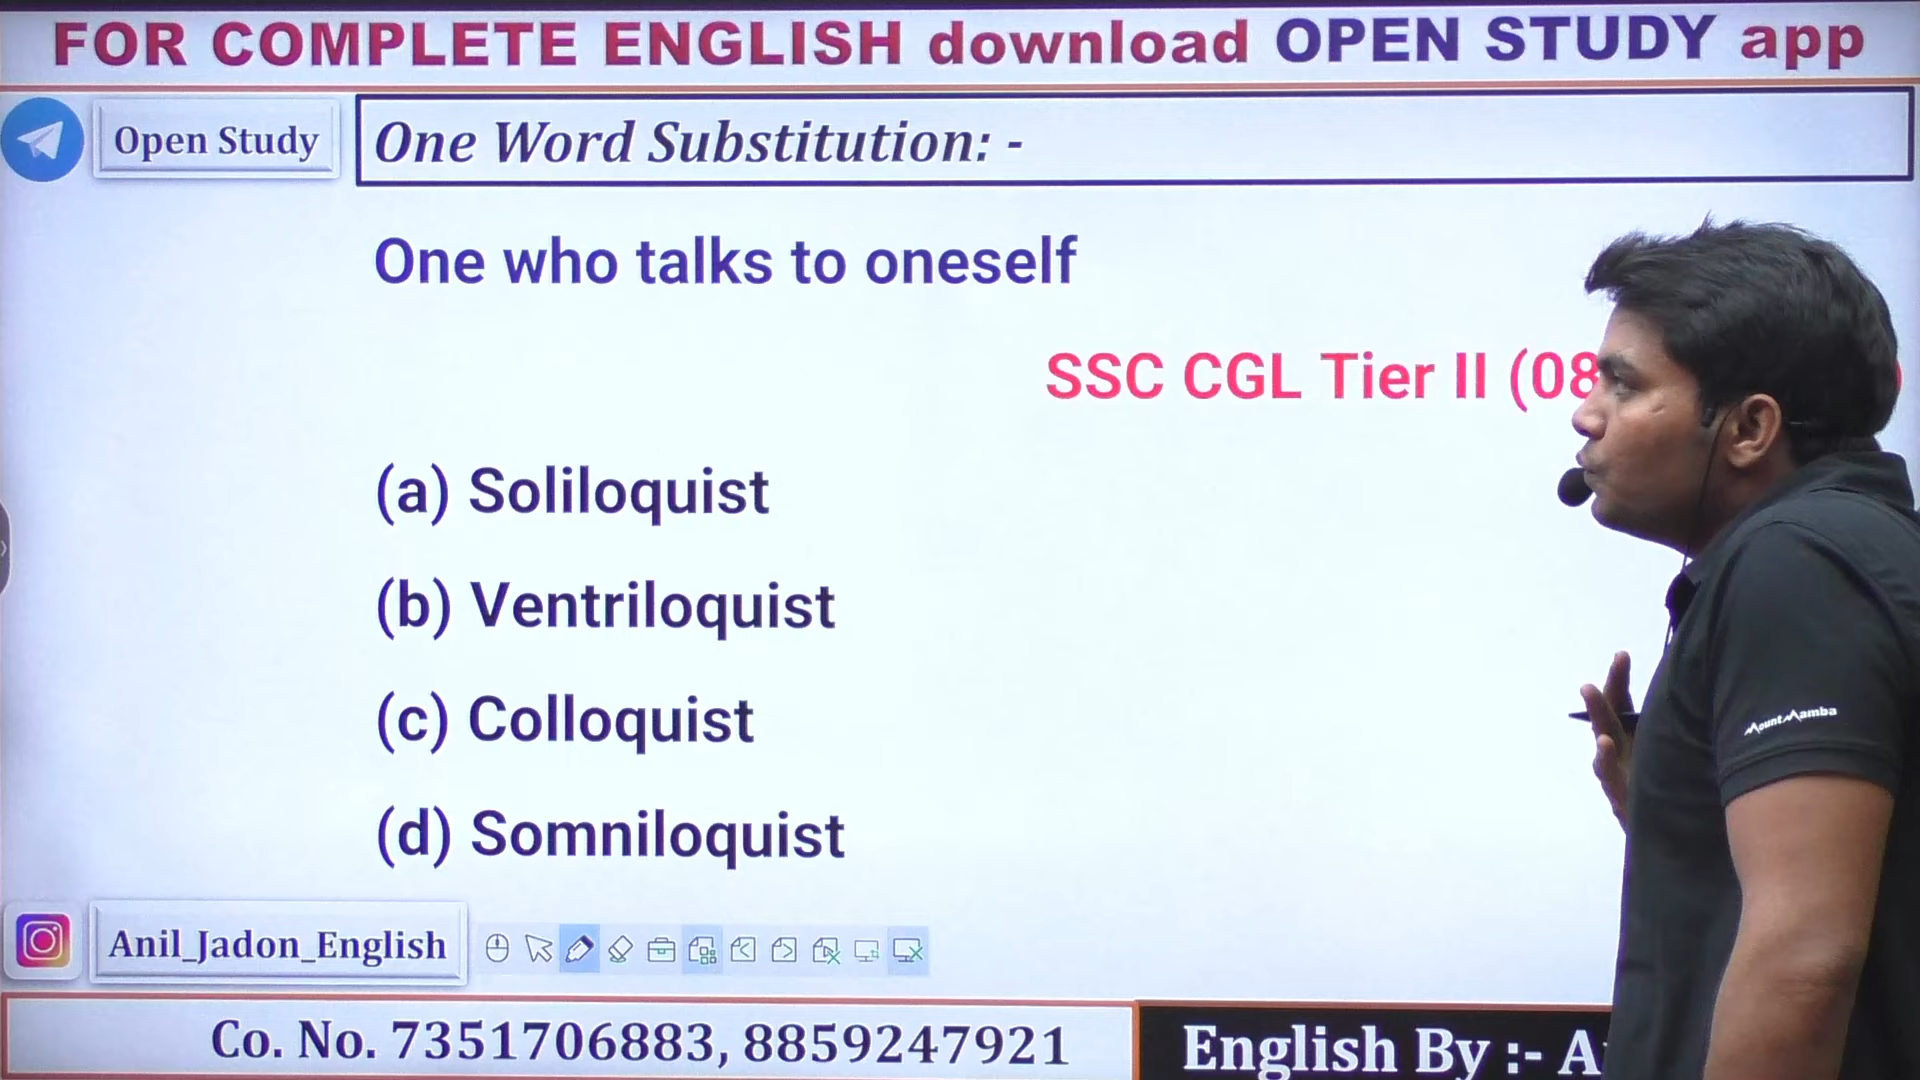 FOR COMPLETE ENGLISH download OPEN STUDY app
Open Study
One Word Substitution: -
One who talks to oneself
SSC CGL Tier II (08
(a) Soliloquist
(b) Ventriloquist
(c) Colloquist
(d) Somniloquist
MountMamba
Anil_Jadon_English
Co. No. 7351706883, 8859247921
English By :-